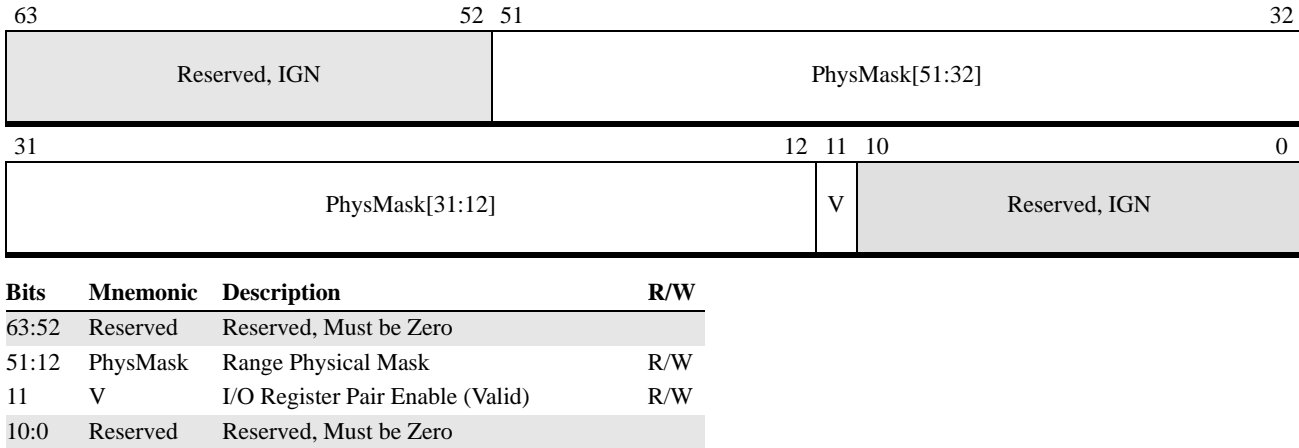 63 52 51 32
Reserved, IGN PhysMask[51:32]
31 12 11 10 0
PhysMask[31:12] V Reserved, IGN
Bits Mnemonic Description R/W
63:52 Reserved Reserved, Must be Zero
51:12 PhysMask Range Physical Mask R/W
11 V I/O Register Pair Enable (Valid) R/W
10:0 Reserved Reserved, Must be Zero